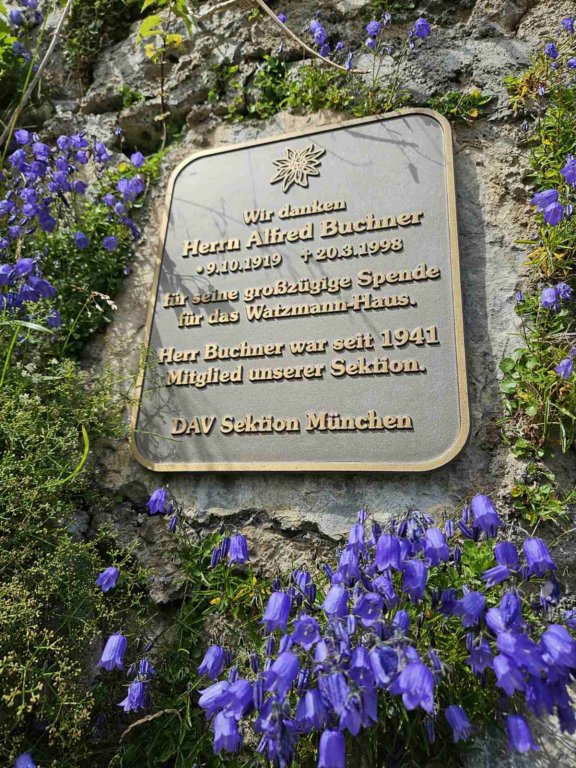 Wir danken
Herrn Alfred Buchner
*9.10.1919 †20.3.1998
für seine großzügige Spende
für das Watzmann-Haus.
Herr Buchner war seit 1941
Mitglied unserer Sektion.
DAV Sektion München